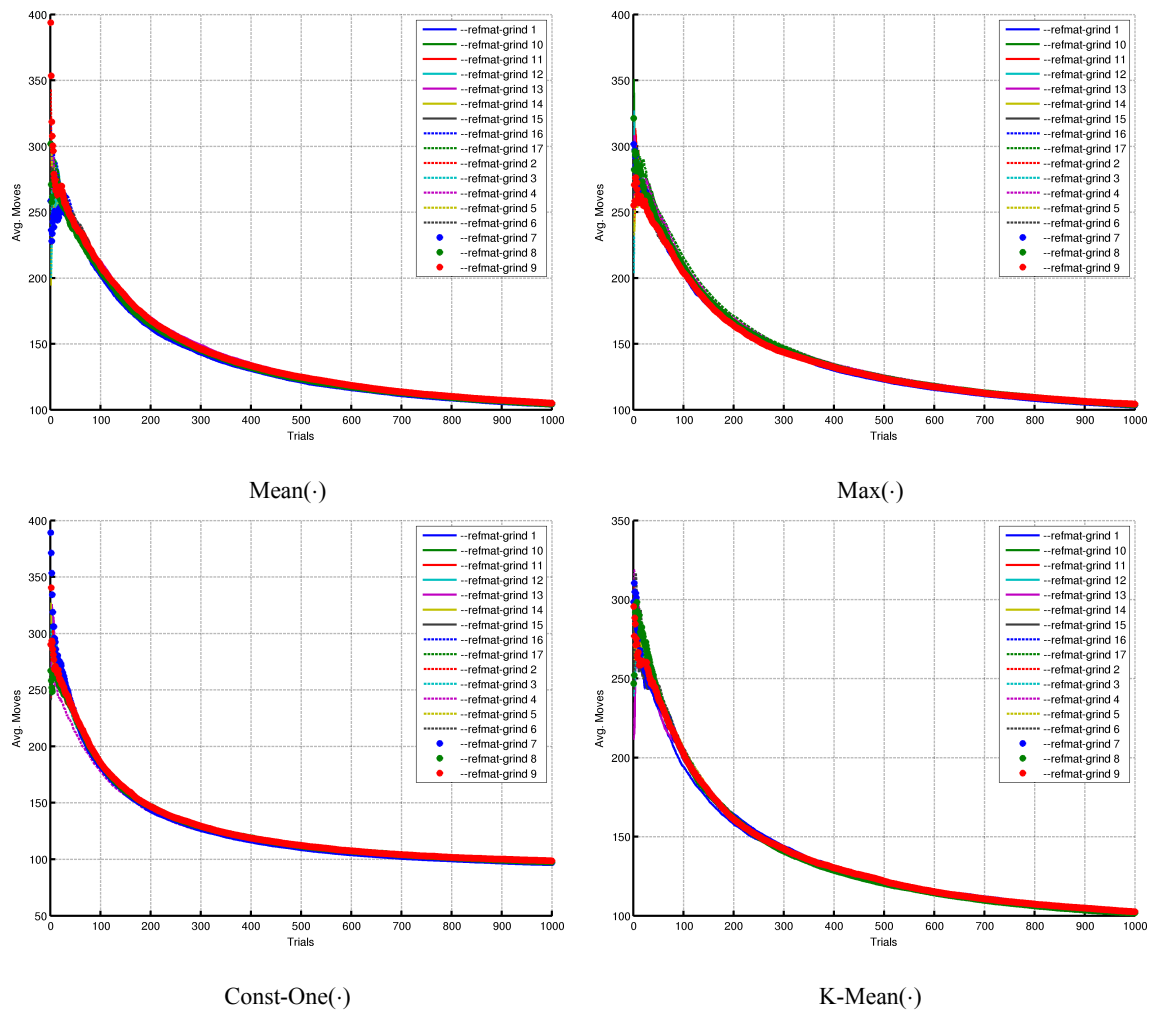 400
350
300
250
200
150
100
Avg. Moves
0 100 200 300 400 500 600 700 800 900 1000
Trials
--refmat-grind 1
--refmat-grind 10
--refmat-grind 11
--refmat-grind 12
--refmat-grind 13
--refmat-grind 14
--refmat-grind 15
--refmat-grind 16
--refmat-grind 17
--refmat-grind 2
--refmat-grind 3
--refmat-grind 4
--refmat-grind 5
--refmat-grind 6
--refmat-grind 7
--refmat-grind 8
--refmat-grind 9
Mean(·)
400
350
300
250
200
150
100
Avg. Moves
0 100 200 300 400 500 600 700 800 900 1000
Trials
--refmat-grind 1
--refmat-grind 10
--refmat-grind 11
--refmat-grind 12
--refmat-grind 13
--refmat-grind 14
--refmat-grind 15
--refmat-grind 16
--refmat-grind 17
--refmat-grind 2
--refmat-grind 3
--refmat-grind 4
--refmat-grind 5
--refmat-grind 6
--refmat-grind 7
--refmat-grind 8
--refmat-grind 9
Max(·)
400
350
300
250
200
150
100
50
Avg. Moves
0 100 200 300 400 500 600 700 800 900 1000
Trials
--refmat-grind 1
--refmat-grind 10
--refmat-grind 11
--refmat-grind 12
--refmat-grind 13
--refmat-grind 14
--refmat-grind 15
--refmat-grind 16
--refmat-grind 17
--refmat-grind 2
--refmat-grind 3
--refmat-grind 4
--refmat-grind 5
--refmat-grind 6
--refmat-grind 7
--refmat-grind 8
--refmat-grind 9
Const-One(·)
350
300
250
200
150
100
Avg. Moves
0 100 200 300 400 500 600 700 800 900 1000
Trials
--refmat-grind 1
--refmat-grind 10
--refmat-grind 11
--refmat-grind 12
--refmat-grind 13
--refmat-grind 14
--refmat-grind 15
--refmat-grind 16
--refmat-grind 17
--refmat-grind 2
--refmat-grind 3
--refmat-grind 4
--refmat-grind 5
--refmat-grind 6
--refmat-grind 7
--refmat-grind 8
--refmat-grind 9
K-Mean(·)